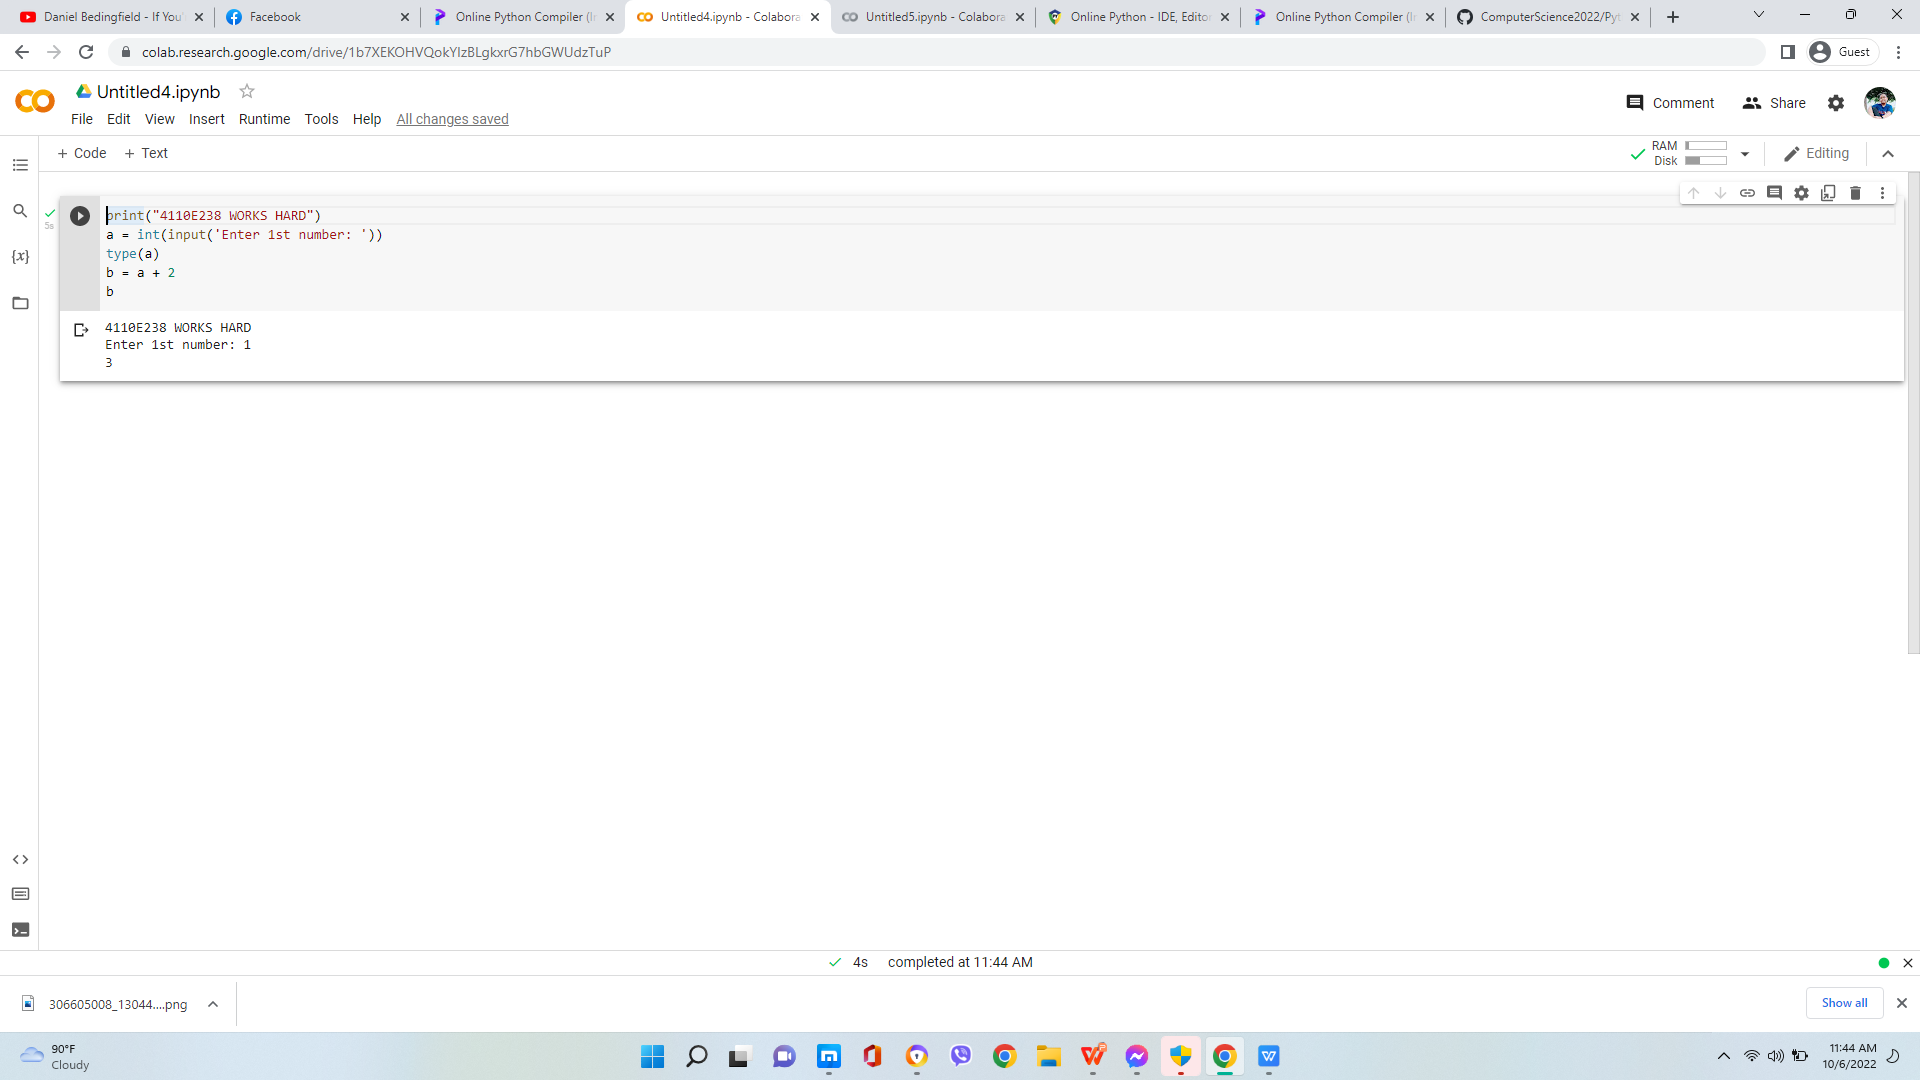 Daniel Bedingfield - If You
Facebook
Online Python Compiler (In
Untitled4.ipynb - Colabora
Untitled5.ipynb - Colabora
Online Python - IDE, Editor
Online Python Compiler (In
ComputerScience2022/Pyt
colab.research.google.com/drive/1b7XEKOHVQokYIzBLgkxrG7hbGWUdzTuP
Guest
Untitled4.ipynb
File Edit View Insert Runtime Tools Help All changes saved
Comment Share
+ Code + Text
RAM
Disk
Editing
5s
print("4110E238 WORKS HARD")
a = int(input('Enter 1st number: '))
type(a)
b = a + 2
b
{x}
4110E238 WORKS HARD
Enter 1st number: 1
3
4s completed at 11:44 AM
306605008_13044....png
Show all
90°F
Cloudy
11:44 AM
10/6/2022